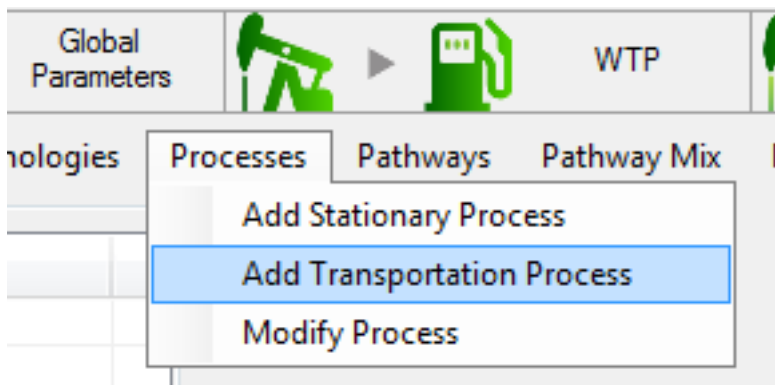 Global
Parameters
WTP
nologies Processes Pathways Pathway Mix
Add Stationary Process
Add Transportation Process
Modify Process